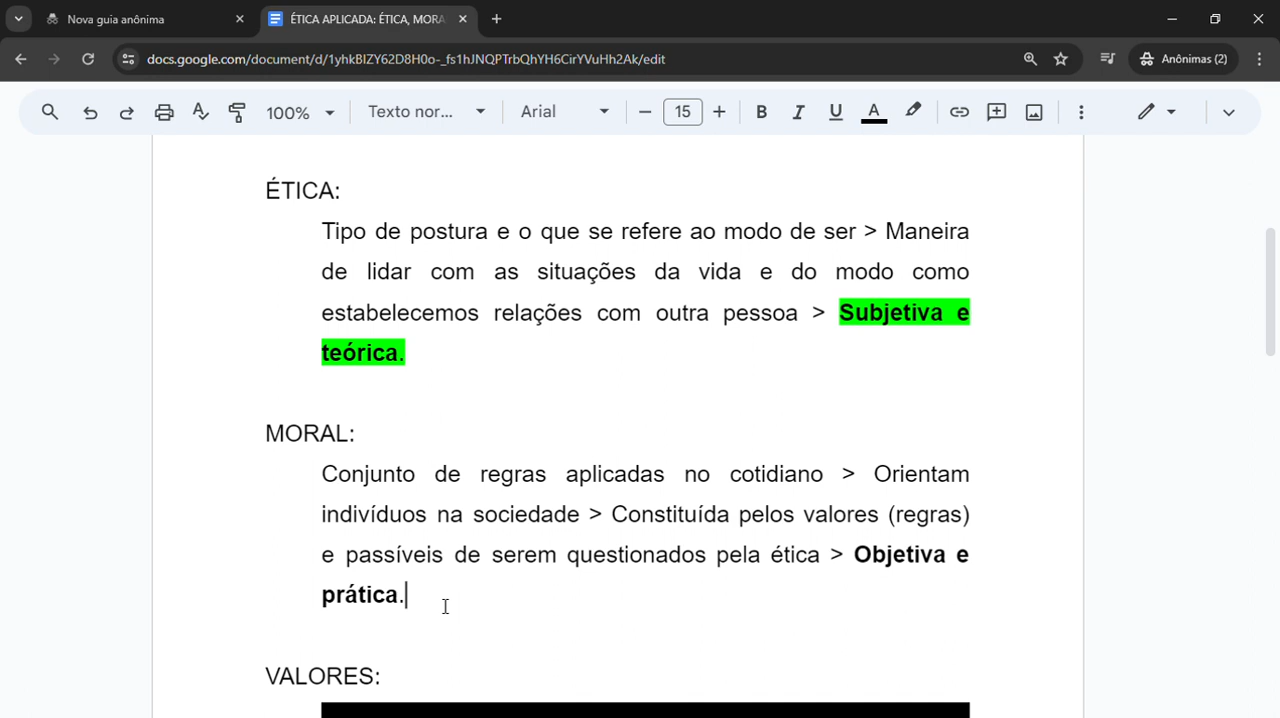 Nova guia anônima
ÉTICA APLICADA: ÉTICA, MORA
docs.google.com/document/d/1yhkBIZY62D8H0o-_fs1hJNQPTrbQhYH6CirYVuHh2Ak/edit
Anônimas (2)
100% Texto nor... Arial 15 B I U A
ÉTICA:
Tipo de postura e o que se refere ao modo de ser > Maneira
de lidar com as situações da vida e do modo como
estabelecemos relações com outra pessoa > Subjetiva e
teórica.
MORAL:
Conjunto de regras aplicadas no cotidiano > Orientam
indivíduos na sociedade > Constituída pelos valores (regras)
e passíveis de serem questionados pela ética > Objetiva e
prática.
VALORES: